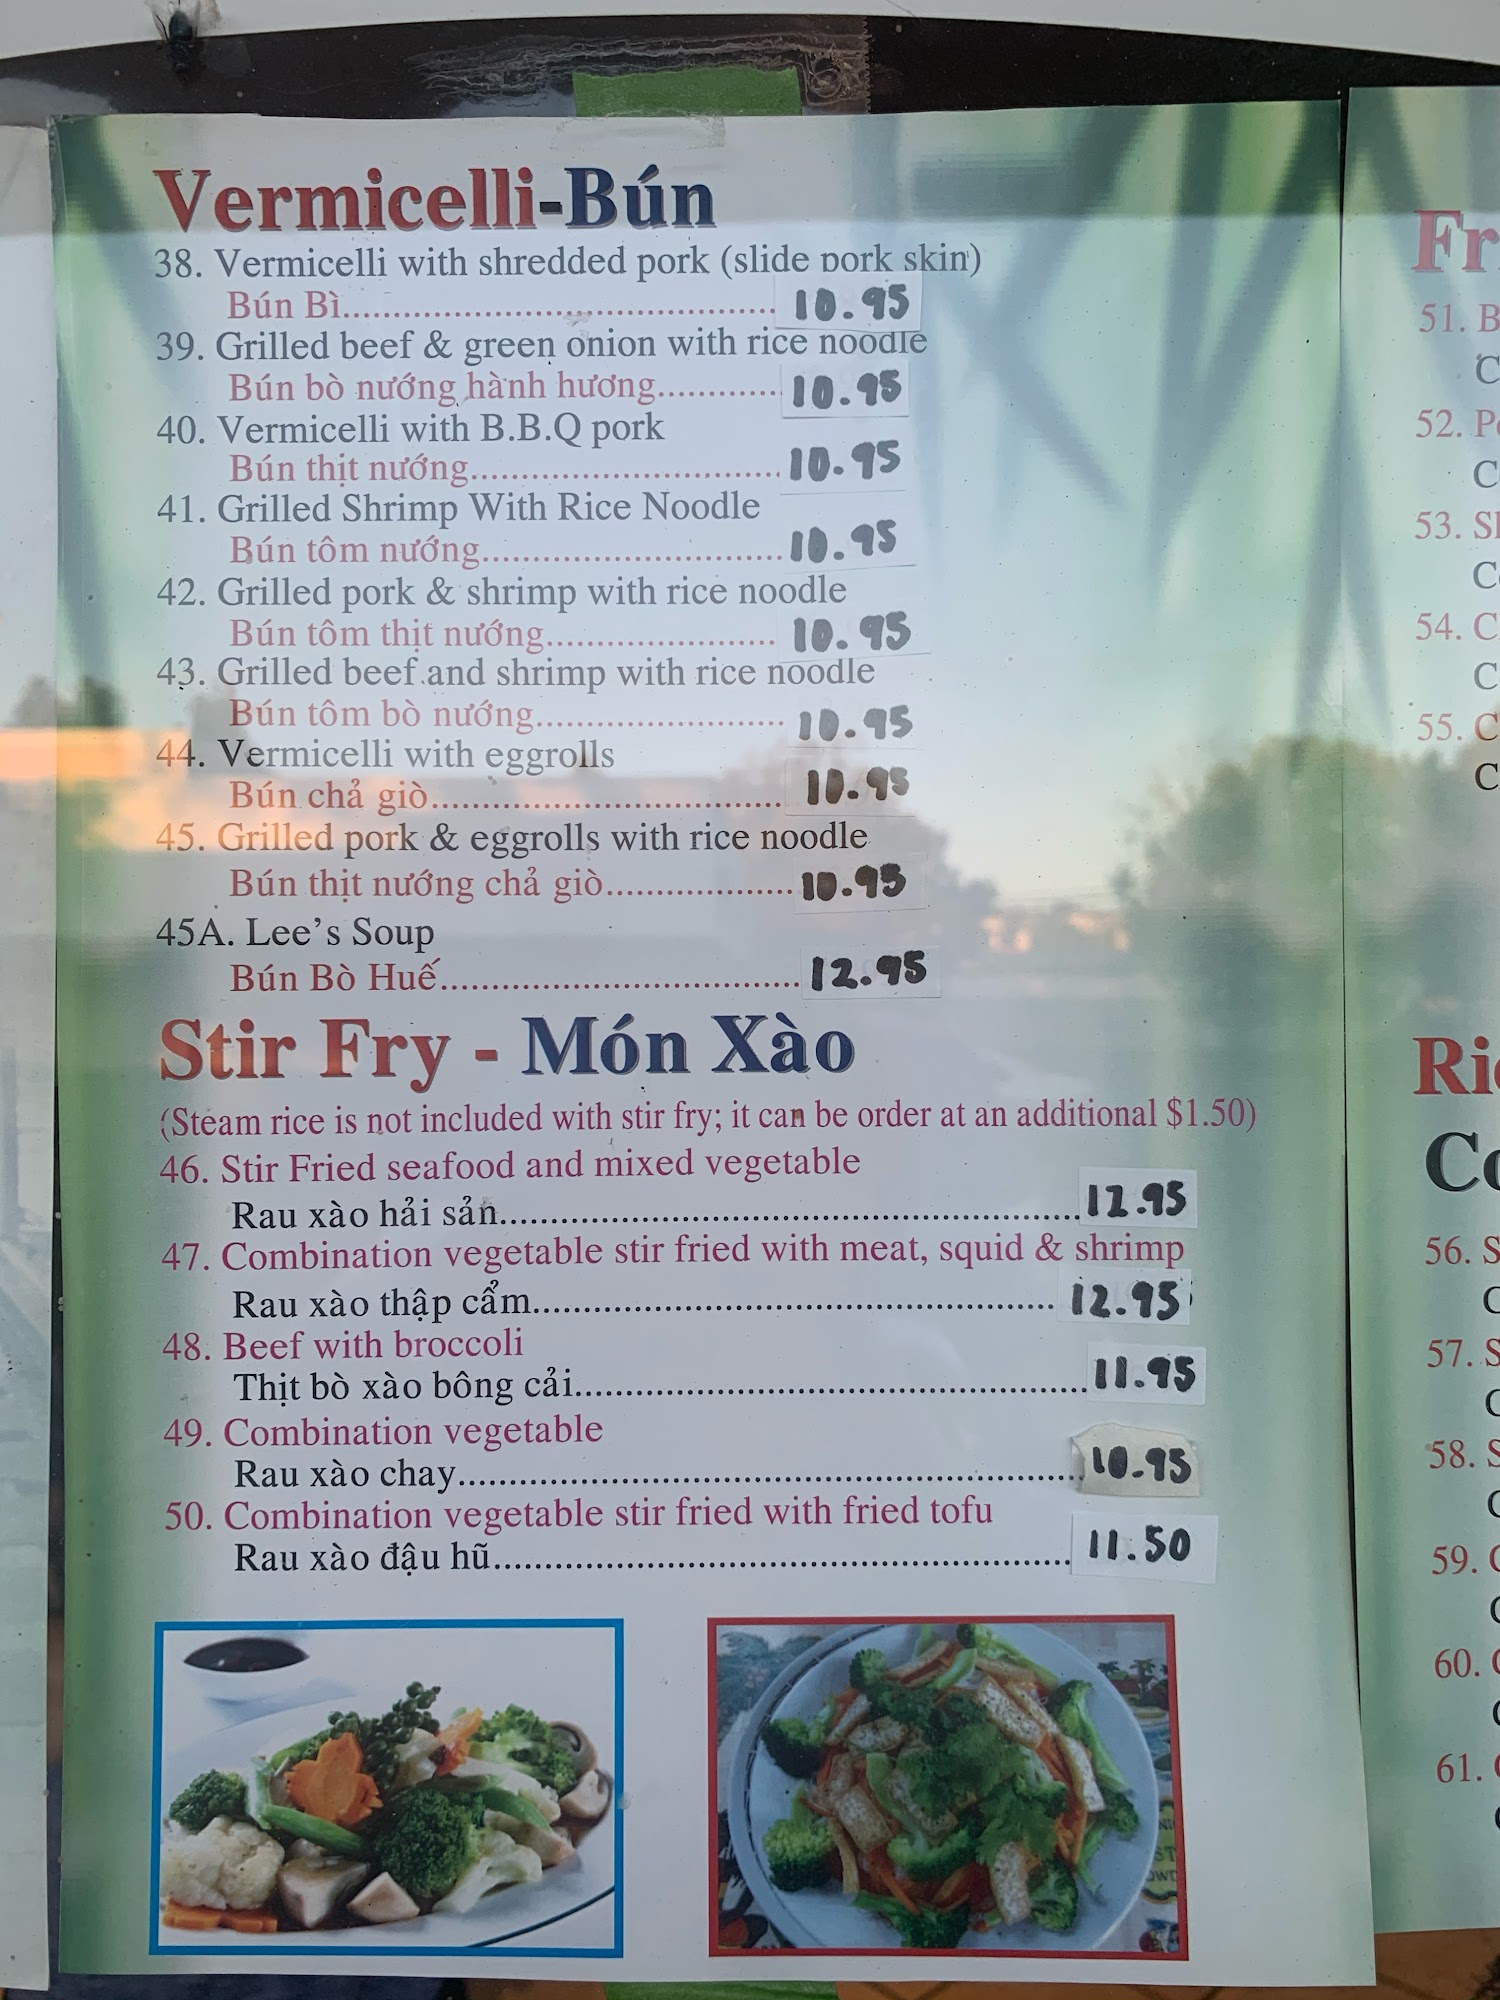 Vermicelli-Bún
38. Vermicelli with shredded pork (slide pork skin)
Bún Bì........................................ 10.95
39. Grilled beef & green onion with rice noodle
Bún bò nướng hành hương............ 10.95
40. Vermicelli with B.B.Q pork
Bún thịt nướng.............................. 10.95
41. Grilled Shrimp With Rice Noodle
Bún tôm nướng............................. 10.95
42. Grilled pork & shrimp with rice noodle
Bún tôm thịt nướng...................... 10.95
43. Grilled beef and shrimp with rice noodle
Bún tôm bò nướng........................ 10.95
44. Vermicelli with eggrolls
Bún chả giò.................................. 10.95
45. Grilled pork & eggrolls with rice noodle
Bún thịt nướng chả giò.................. 10.95
45A. Lee's Soup
Bún Bò Huế................................... 12.95
Stir Fry - Món Xào
(Steam rice is not included with stir fry; it can be order at an additional $1.50)
46. Stir Fried seafood and mixed vegetable
Rau xào hải sản........................................................ 12.95
47. Combination vegetable stir fried with meat, squid & shrimp
Rau xào thập cẩm.................................................. 12.95
48. Beef with broccoli
Thịt bò xào bông cải................................................. 11.95
49. Combination vegetable
Rau xào chay............................................................ 10.95
50. Combination vegetable stir fried with fried tofu
Rau xào đậu hũ....................................................... 11.50
51.
52.
53.
54.
55.
56.
57.
58.
59.
60.
61.